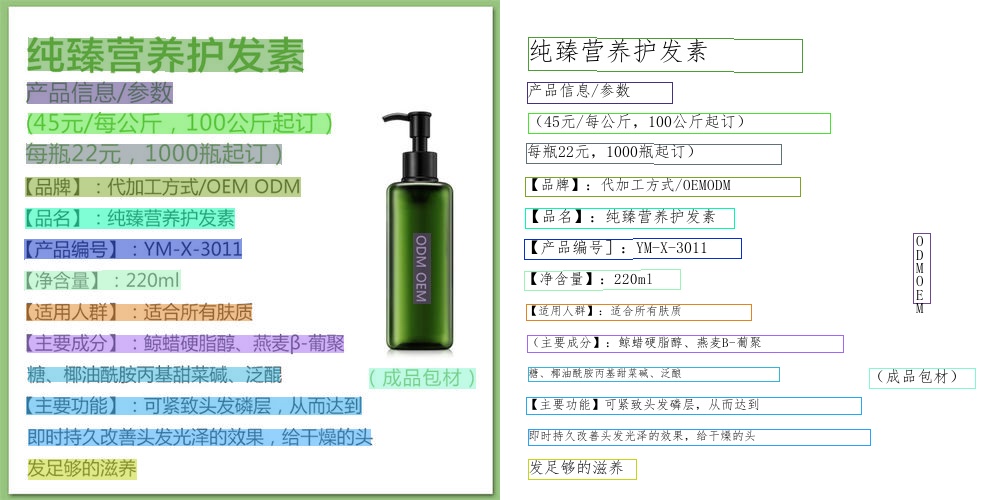 纯臻营养护发素
产品信息/参数
(45元/每公斤，100公斤起订)
每瓶22元，1000瓶起订)
【品牌】：代加工方式/OEM ODM
【品名】：纯臻营养护发素
【产品编号】：YM-X-3011
【净含量】：220ml
【适用人群】：适合所有肤质
【主要成分】：鲸蜡硬脂醇、燕麦β-葡聚
糖、椰油酰胺丙基甜菜碱、泛醌
【主要功能】：可紧致头发磷层，从而达到
即时持久改善头发光泽的效果，给干燥的头
发足够的滋养
ODM OEM
(成品包材)
纯臻营养护发素
产品信息/参数
(45元/每公斤，100公斤起订)
每瓶22元，1000瓶起订)
【品牌】：代加工方式/OEMODM
【品名】：纯臻营养护发素
【产品编号]：YM-X-3011
【净含量】：220ml
【适用人群】：适合所有肤质
(主要成分】：鲸蜡硬脂醇、燕麦B-葡聚
糖、椰油酰胺丙基甜菜碱、泛醌
【主要功能】可紧致头发磷层，从而达到
即时持久改善头发光泽的效果，给干燥的头
发足够的滋养
ODMOEM
(成品包材)